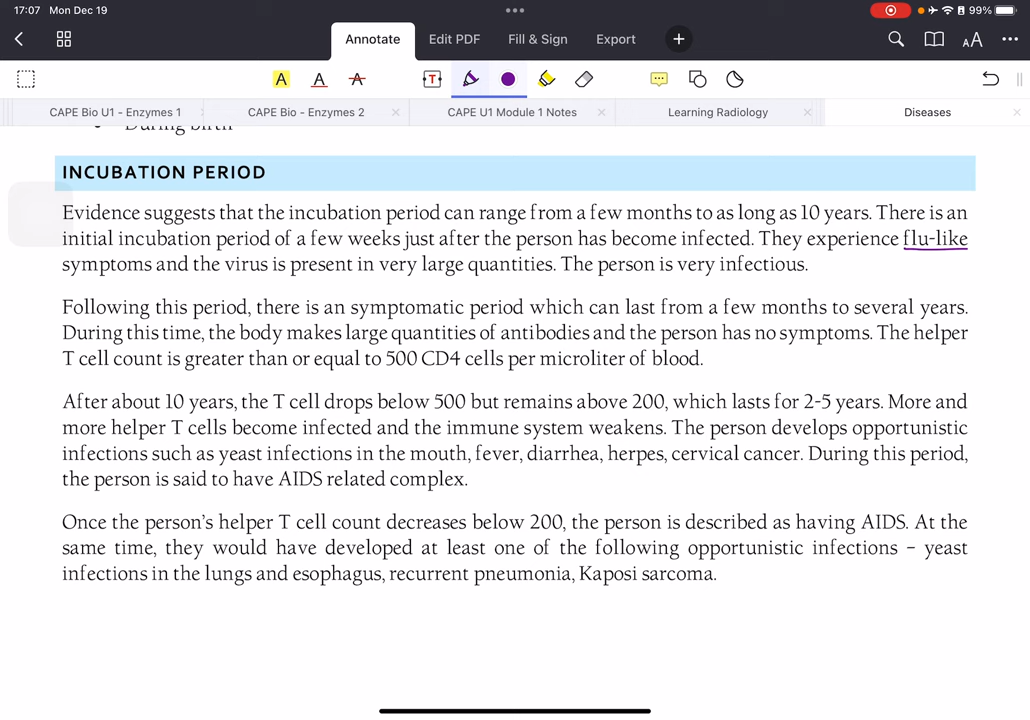 17:07 Mon Dec 19
99%
Annotate Edit PDF Fill & Sign Export +
AA
A A A T
CAPE Bio U1 - Enzymes 1 CAPE Bio - Enzymes 2 CAPE U1 Module 1 Notes Learning Radiology Diseases
• During birth
INCUBATION PERIOD
Evidence suggests that the incubation period can range from a few months to as long as 10 years. There is an
initial incubation period of a few weeks just after the person has become infected. They experience flu-like
symptoms and the virus is present in very large quantities. The person is very infectious.
Following this period, there is an symptomatic period which can last from a few months to several years.
During this time, the body makes large quantities of antibodies and the person has no symptoms. The helper
T cell count is greater than or equal to 500 CD4 cells per microliter of blood.
After about 10 years, the T cell drops below 500 but remains above 200, which lasts for 2-5 years. More and
more helper T cells become infected and the immune system weakens. The person develops opportunistic
infections such as yeast infections in the mouth, fever, diarrhea, herpes, cervical cancer. During this period,
the person is said to have AIDS related complex.
Once the person's helper T cell count decreases below 200, the person is described as having AIDS. At the
same time, they would have developed at least one of the following opportunistic infections – yeast
infections in the lungs and esophagus, recurrent pneumonia, Kaposi sarcoma.